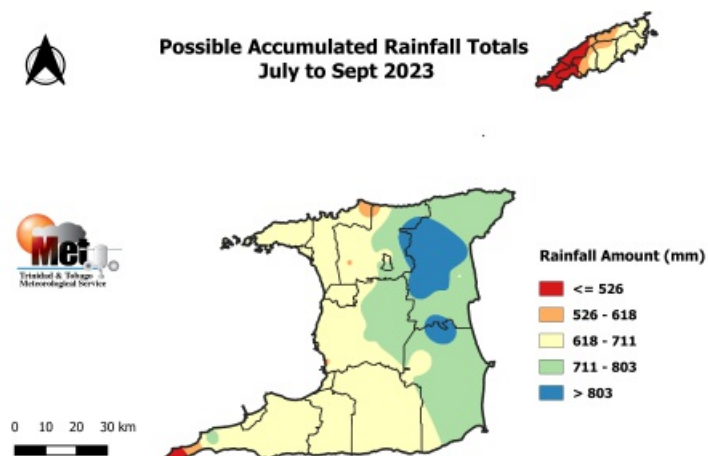 Possible Accumulated Rainfall Totals
July to Sept 2023
Met
Trinidad & Tobago
Meteorological Service
Rainfall Amount (mm)
<= 526
526 - 618
618 - 711
711 - 803
> 803
0 10 20 30 km